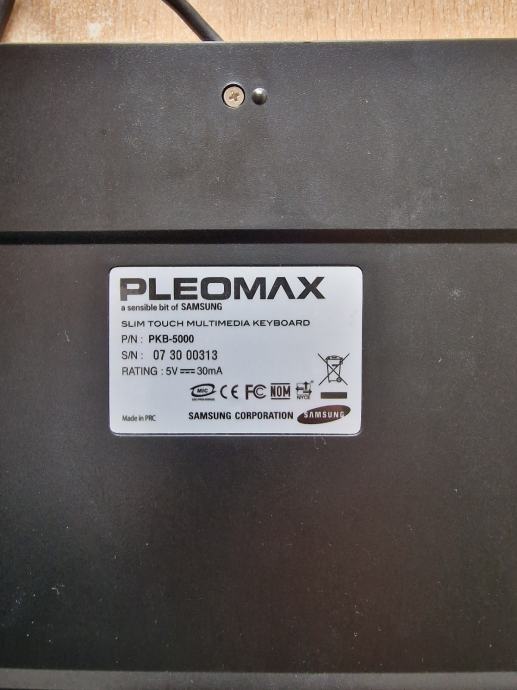 PLEOMAX
a sensible bit of SAMSUNG
SLIM TOUCH MULTIMEDIA KEYBOARD
P/N : PKB-5000
S/N : 07 30 00313
RATING : 5V ⎓ 30mA
MIC CE FC NOM NYCE
Made in PRC SAMSUNG CORPORATION SAMSUNG